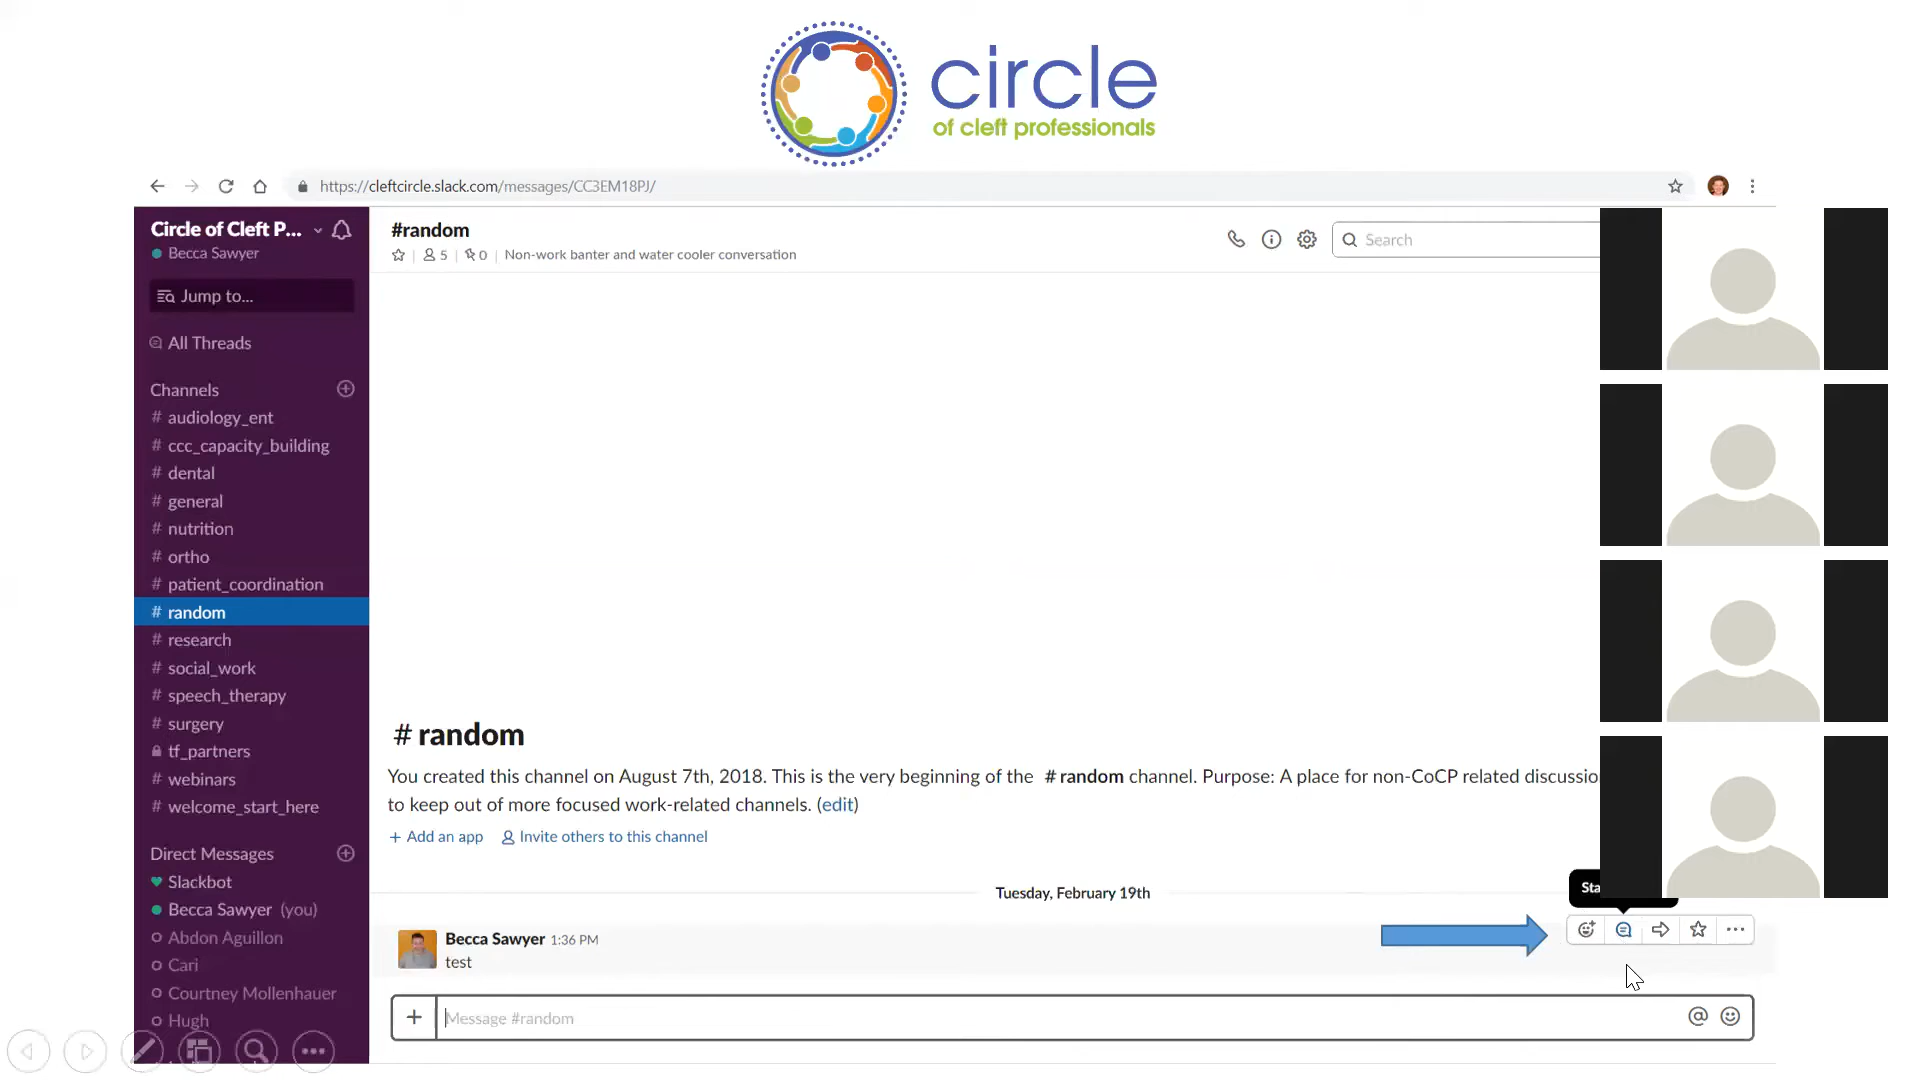 circle
of cleft professionals
https://cleftcircle.slack.com/messages/CC3EM18PJ/
Circle of Cleft P...
Becca Sawyer
Jump to...
All Threads
Channels
# audiology_ent
# ccc_capacity_building
# dental
# general
# nutrition
# ortho
# patient_coordination
# random
# research
# social_work
# speech_therapy
# surgery
tf_partners
# webinars
# welcome_start_here
Direct Messages
Slackbot
Becca Sawyer (you)
Abdon Aguillon
Cari
Courtney Mollenhauer
Hugh
#random
5 | 0 | Non-work banter and water cooler conversation
Search
# random
You created this channel on August 7th, 2018. This is the very beginning of the #random channel. Purpose: A place for non-CoCP related discussio
to keep out of more focused work-related channels. (edit)
+ Add an app Invite others to this channel
Tuesday, February 19th
Sta
Becca Sawyer 1:36 PM
test
Message #random